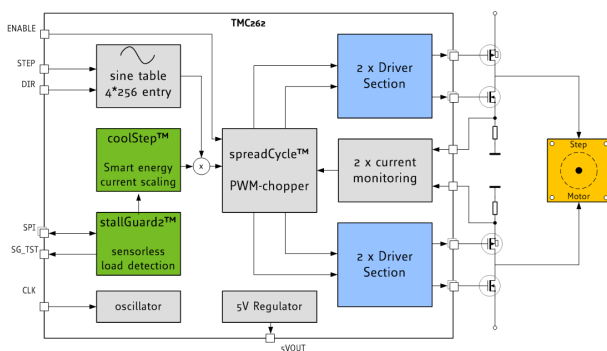 TMC262
ENABLE
STEP
DIR
sine table
4*256 entry
2 x Driver
Section
coolStep™
Smart energy
current scaling
x
spreadCycle™
PWM-chopper
2 x current
monitoring
Step
Motor
stallGuard2™
sensorless
load detection
SPI
SG_TST
2 x Driver
Section
CLK
oscillator
5V Regulator
5VOUT